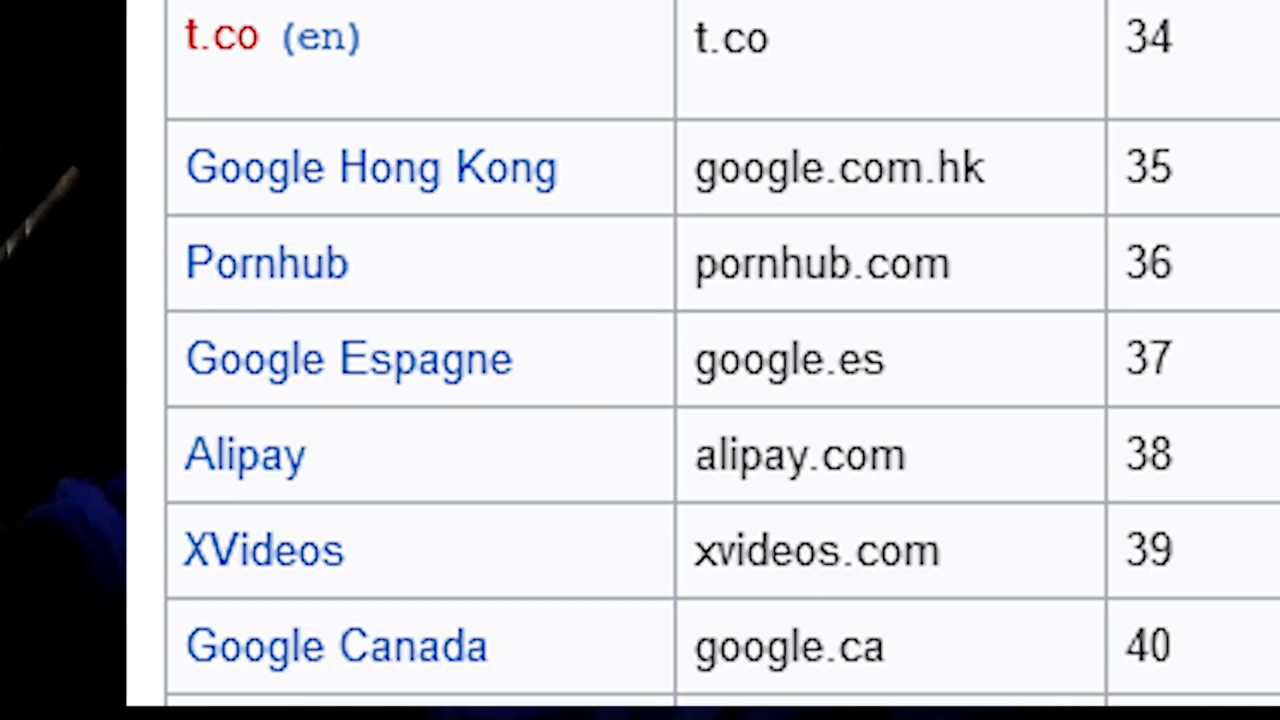 t.co (en) t.co 34
Google Hong Kong google.com.hk 35
Pornhub pornhub.com 36
Google Espagne google.es 37
Alipay alipay.com 38
XVideos xvideos.com 39
Google Canada google.ca 40